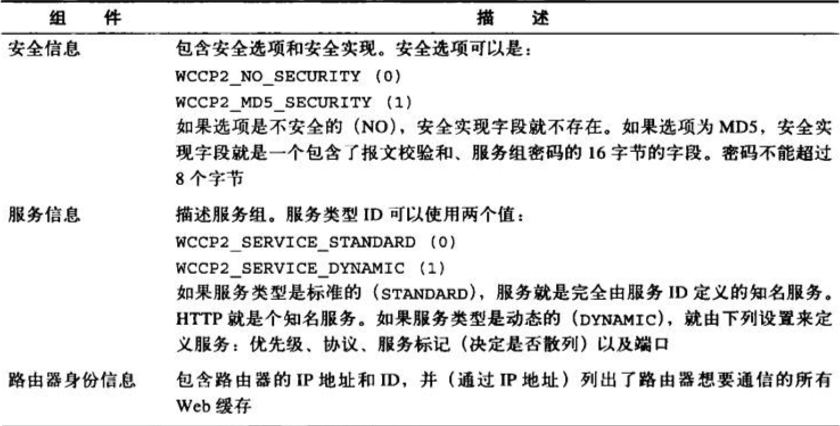 组 件 描 述
安全信息 包含安全选项和安全实现。安全选项可以是：
WCCP2_NO_SECURITY (0)
WCCP2_MD5_SECURITY (1)
如果选项是不安全的（NO），安全实现字段就不存在。如果选项为 MD5，安全实
现字段就是一个包含了报文校验和、服务组密码的 16 字节的字段。密码不能超过
8 个字节
服务信息 描述服务组。服务类型 ID 可以使用两个值：
WCCP2_SERVICE_STANDARD (0)
WCCP2_SERVICE_DYNAMIC (1)
如果服务类型是标准的（STANDARD），服务就是完全由服务 ID 定义的知名服务。
HTTP 就是个知名服务。如果服务类型是动态的（DYNAMIC），就由下列设置来定
义服务：优先级、协议、服务标记（决定是否散列）以及端口
路由器身份信息 包含路由器的 IP 地址和 ID，并（通过 IP 地址）列出了路由器想要通信的所有
Web 缓存